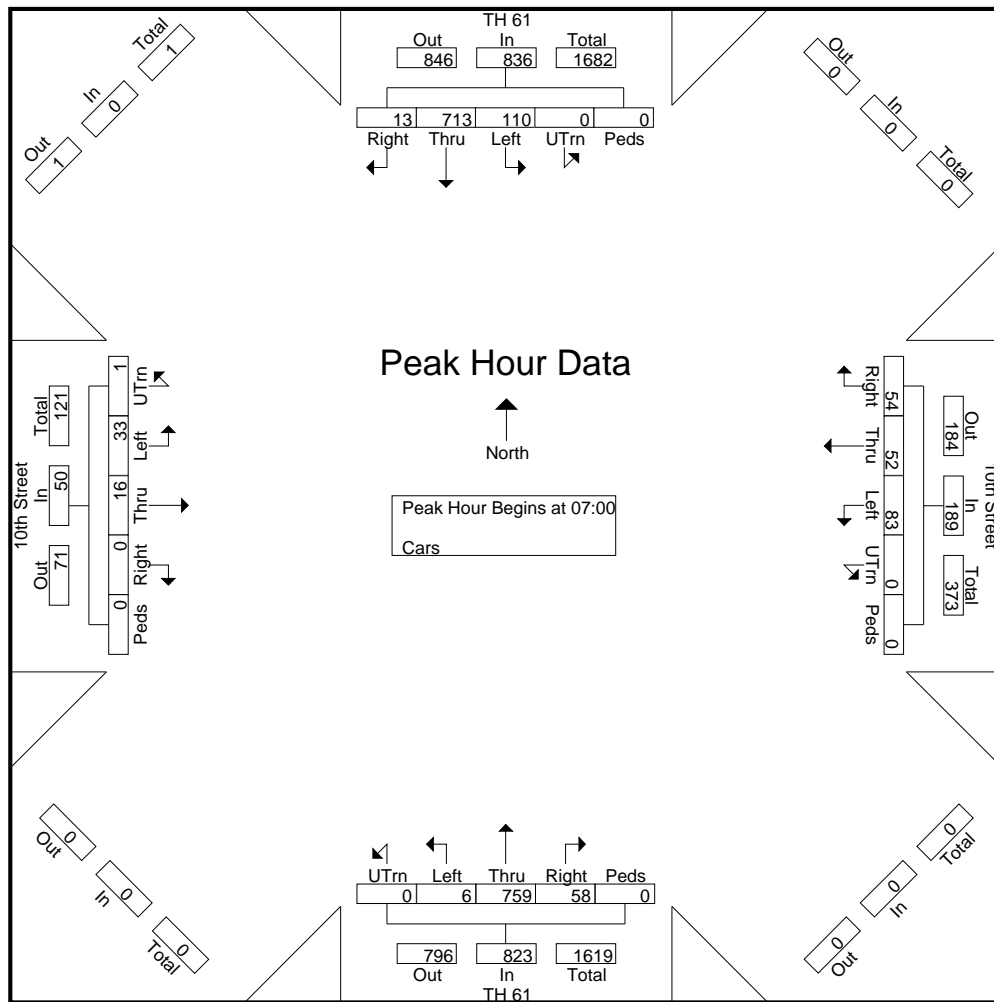 TH 61
Out In Total
846 836 1682
13 713 110 0 0
Right Thru Left UTrn Peds
Total
1
In
0
Out
1
Out
0
In
0
Total
0
10th Street
Total
121
In
50
Out
71
1 33 16 0 0
UTrn Left Thru Right Peds
Peak Hour Data
North
Peak Hour Begins at 07:00
Cars
54 52 83 0 0
Right Thru Left UTrn Peds
Out
184
In
189
Total
373
10th Street
Out
0
In
0
Total
0
UTrn Left Thru Right Peds
0 6 759 58 0
796 823 1619
Out In Total
TH 61
0
Total
0
In
0
Out